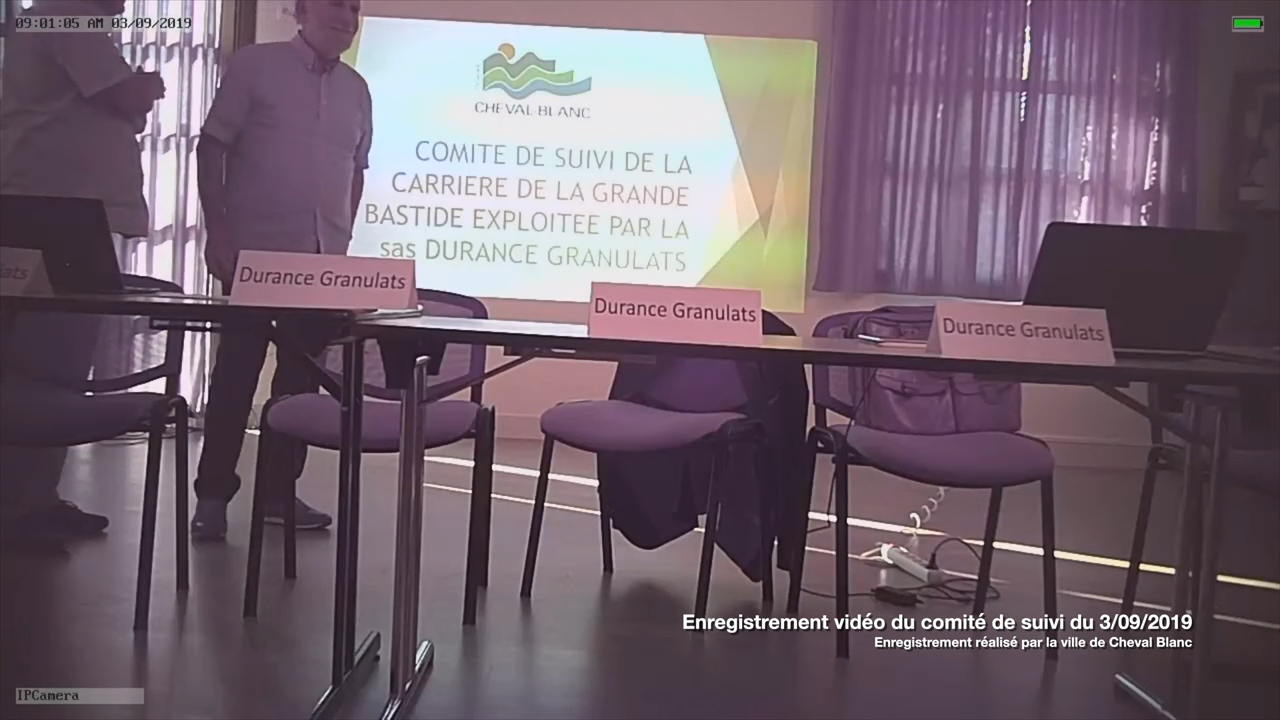 09:01:05 AM 03/09/2019
CHEVAL-BLANC
COMITE DE SUIVI DE LA
CARRIERE DE LA GRANDE
BASTIDE EXPLOITEE PAR LA
sas DURANCE GRANULATS
Durance Granulats
Durance Granulats
Durance Granulats
Enregistrement vidéo du comité de suivi du 3/09/2019
Enregistrement réalisé par la ville de Cheval Blanc
IPCamera